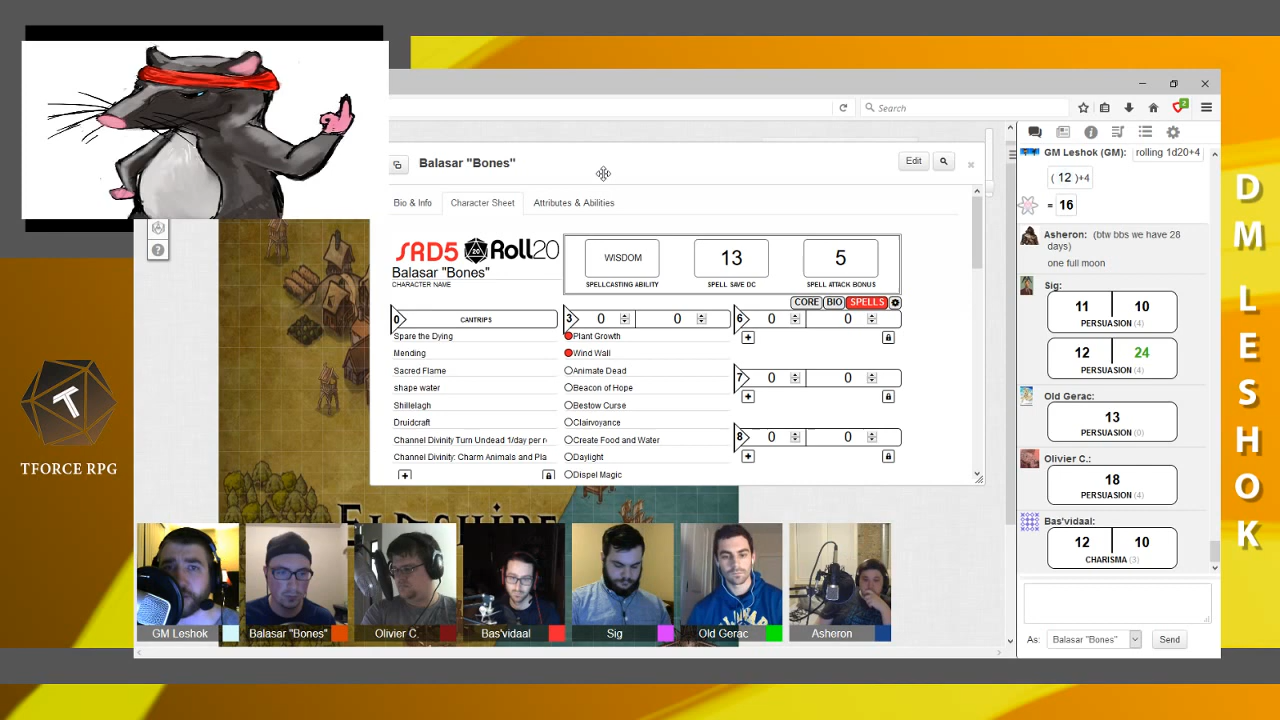 Search
2
Balasar "Bones"
Edit
Bio & Info
Character Sheet
Attributes & Abilities
SRD5 20 Roll20
Balasar "Bones"
CHARACTER NAME
WISDOM
SPELLCASTING ABILITY
13
SPELL SAVE DC
5
SPELL ATTACK BONUS
CORE
BIO
SPELLS
0
CANTRIPS
Spare the Dying
Mending
Sacred Flame
shape water
Shillelagh
Druidcraft
Channel Divinity Turn Undead 1/day per r
Channel Divinity: Charm Animals and Pla
+
3
0
0
Plant Growth
Wind Wall
Animate Dead
Beacon of Hope
Bestow Curse
Clairvoyance
Create Food and Water
Daylight
Dispel Magic
6
0
0
+
7
0
0
+
8
0
0
+
?
GM Leshok (GM): rolling 1d20+4
( 12 )+4
= 16
Asheron: (btw bbs we have 28
days)
one full moon
Sig:
11 10
PERSUASION (4)
12 24
PERSUASION (4)
Old Gerac:
13
PERSUASION (0)
Olivier C.:
18
PERSUASION (4)
Bas'vidaal:
12 10
CHARISMA (3)
As: Balasar "Bones"
Send
DM LESHOK
T
TFORCE RPG
ELDSHIRE
GM Leshok
Balasar "Bones"
Olivier C.
Bas'vidaal
Sig
Old Gerac
Asheron